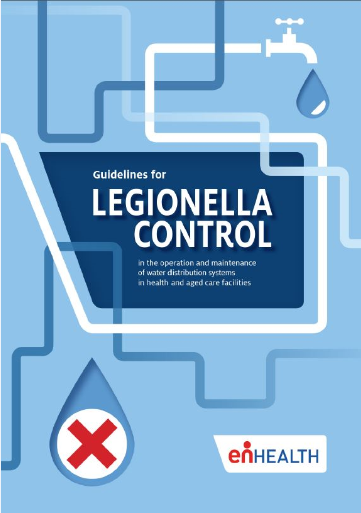 Guidelines for
LEGIONELLA
CONTROL
in the operation and maintenance
of water distribution systems
in health and aged care facilities
enHEALTH